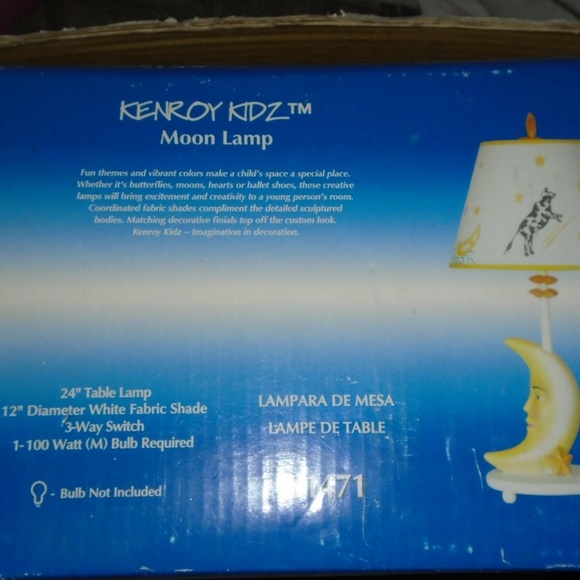 KENROY KIDZ™
Moon Lamp
Fun themes and vibrant colors make a child's space a special place.
Whether it's butterflies, moons, hearts or ballet shoes, these creative
lamps will bring excitement and creativity to a young person's room.
Coordinated fabric shades compliment the detailed sculptured
bodies. Matching decorative finials top off the custom look.
Kenroy Kidz ~ Imagination in decoration.
24" Table Lamp
12" Diameter White Fabric Shade
3-Way Switch
1-100 Watt (M) Bulb Required
- Bulb Not Included
LAMPARA DE MESA
LAMPE DE TABLE